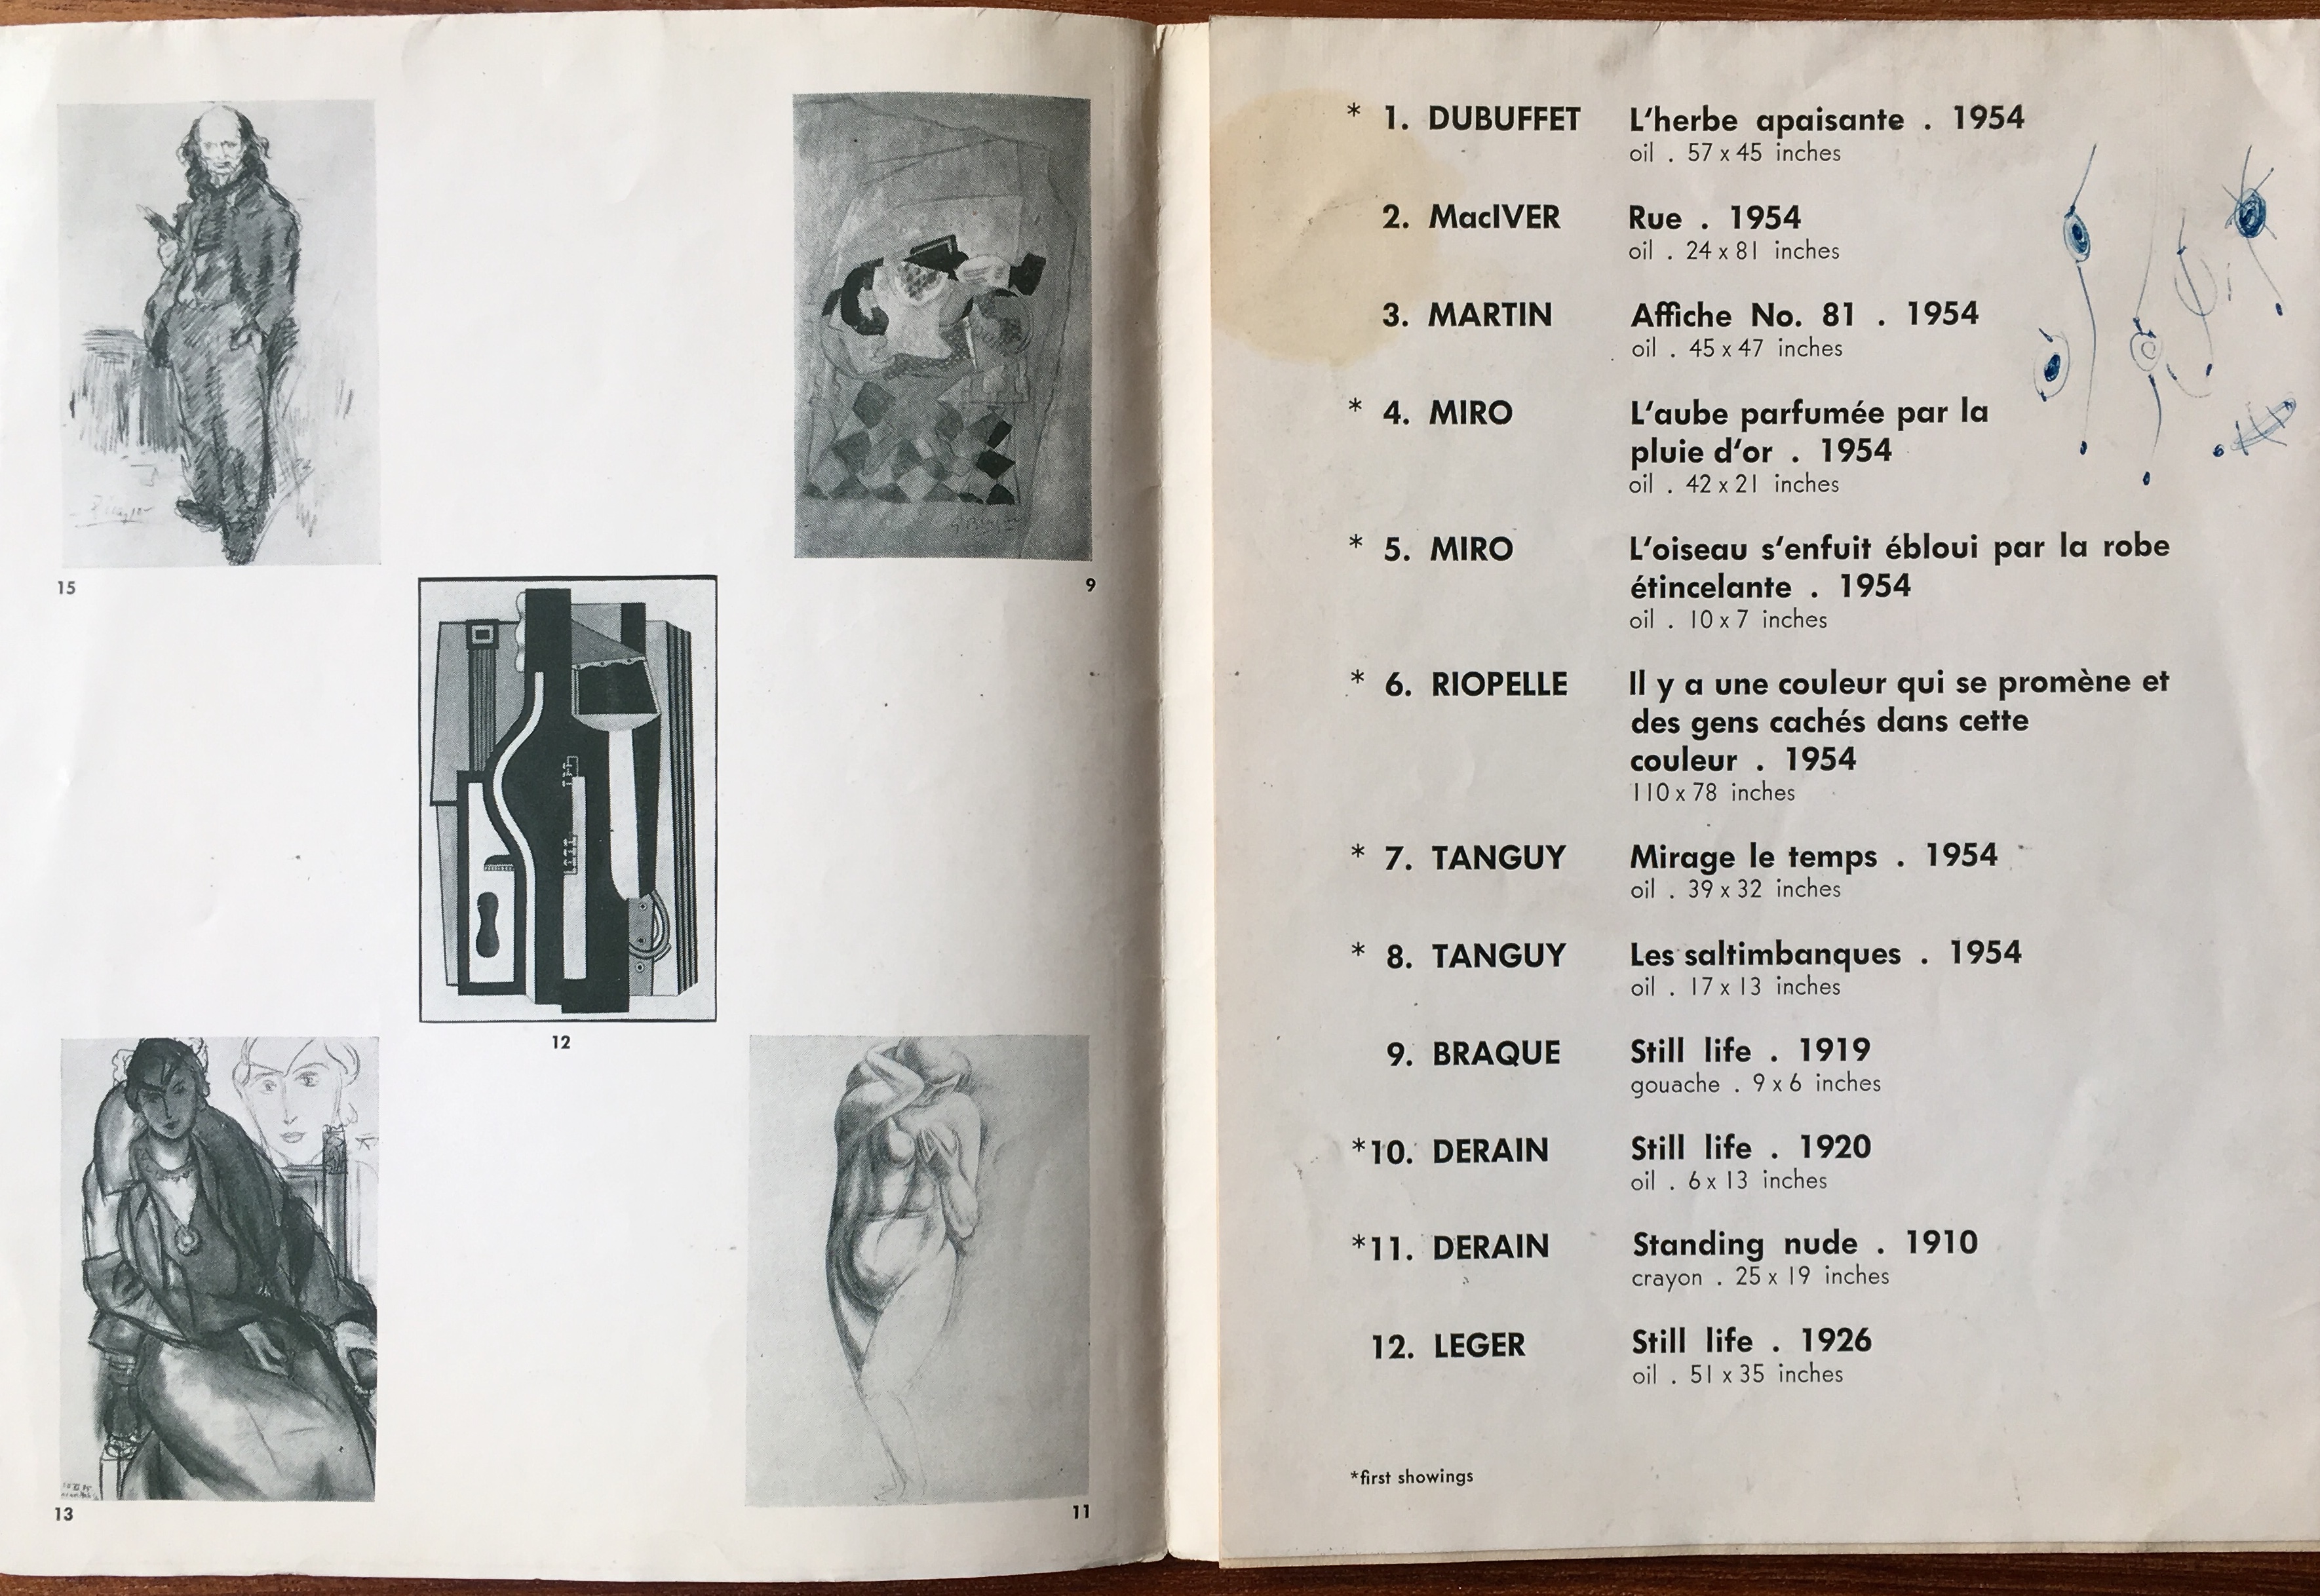 15
9
12
13
11
* 1. DUBUFFET L'herbe apaisante . 1954
oil . 57 x 45 inches
2. MacIVER Rue . 1954
oil . 24 x 81 inches
3. MARTIN Affiche No. 81 . 1954
oil . 45 x 47 inches
* 4. MIRO L'aube parfumée par la
pluie d'or . 1954
oil . 42 x 21 inches
* 5. MIRO L'oiseau s'enfuit ébloui par la robe
étincelante . 1954
oil . 10 x 7 inches
* 6. RIOPELLE Il y a une couleur qui se promène et
des gens cachés dans cette
couleur . 1954
110 x 78 inches
* 7. TANGUY Mirage le temps . 1954
oil . 39 x 32 inches
* 8. TANGUY Les saltimbanques . 1954
oil . 17 x 13 inches
9. BRAQUE Still life . 1919
gouache . 9 x 6 inches
*10. DERAIN Still life . 1920
oil . 6 x 13 inches
*11. DERAIN Standing nude . 1910
crayon . 25 x 19 inches
12. LEGER Still life . 1926
oil . 51 x 35 inches
*first showings